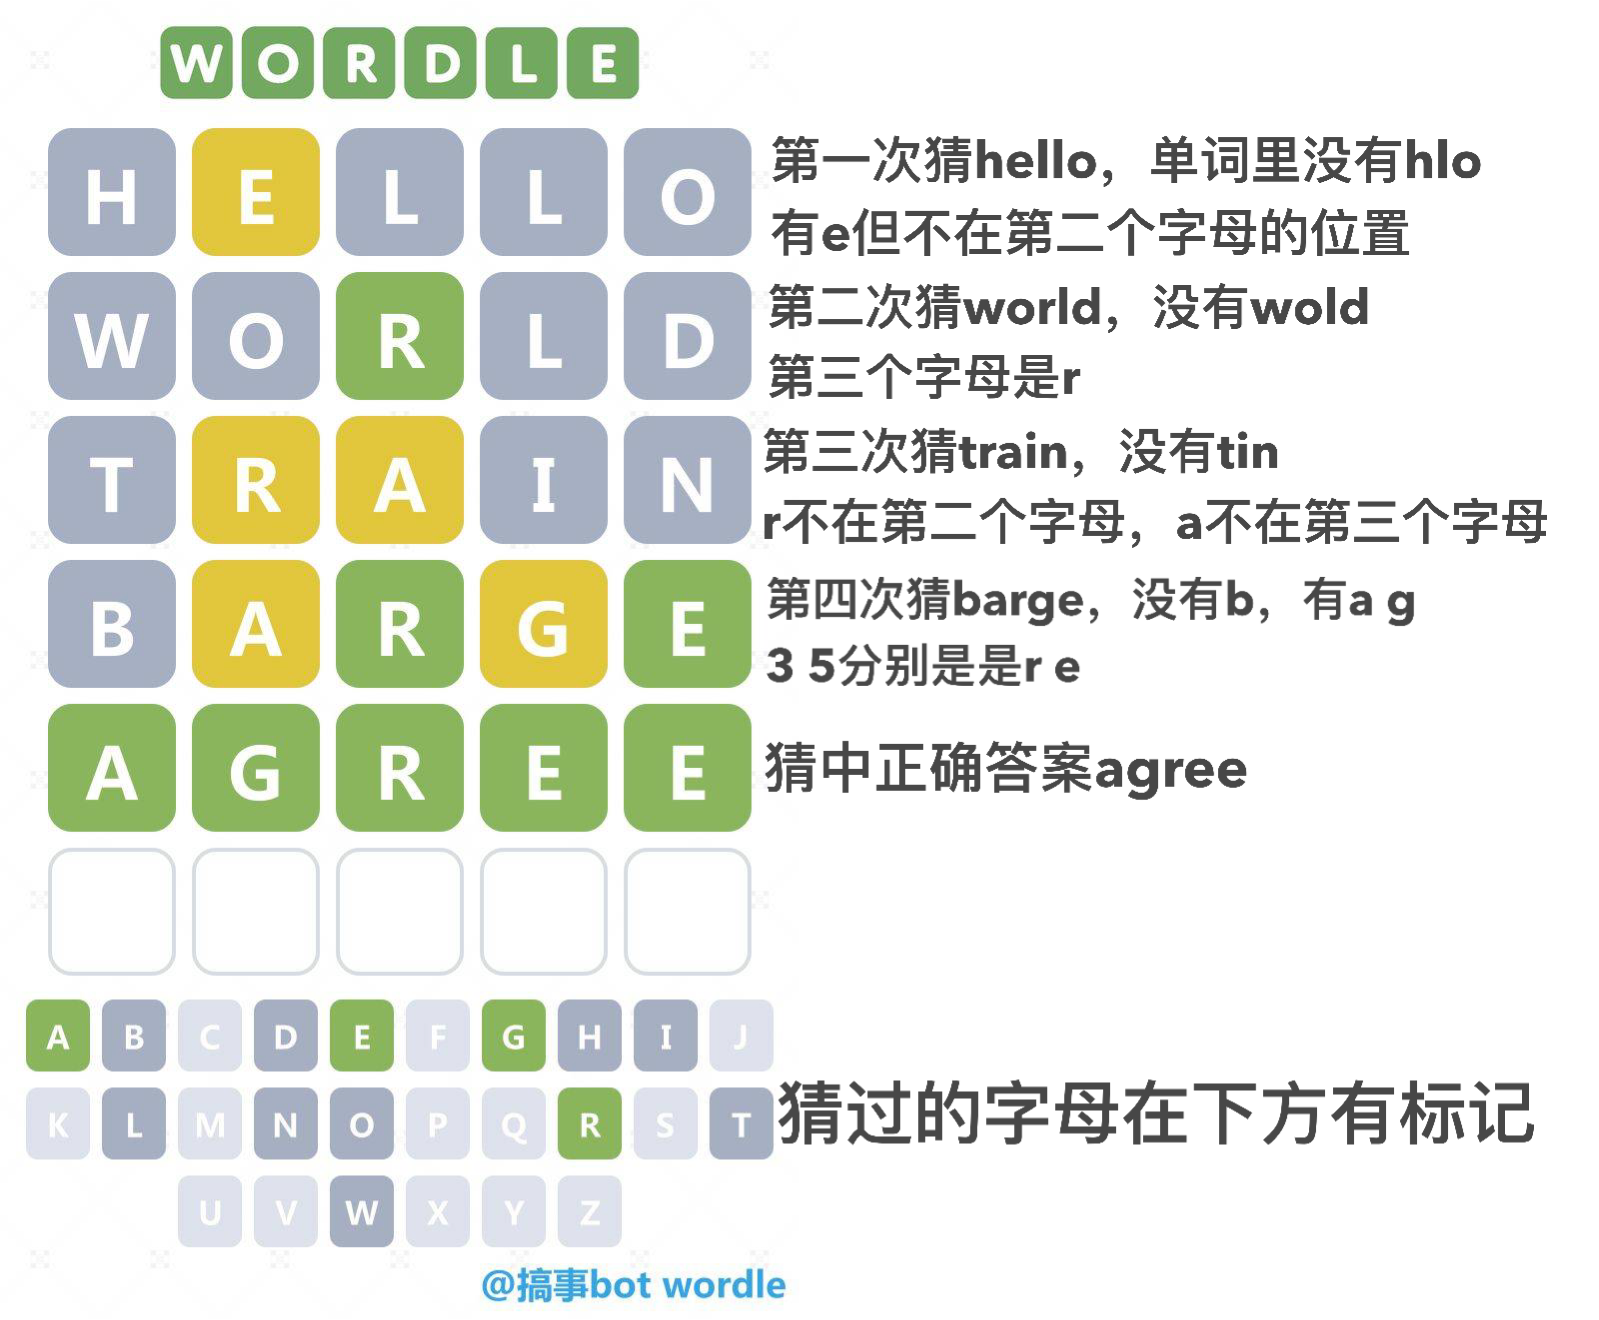 WORDLE
HELLO
第一次猜hello，单词里没有hlo
有e但不在第二个字母的位置
WORLD
第二次猜world，没有wold
第三个字母是r
TRAIN
第三次猜train，没有tin
r不在第二个字母，a不在第三个字母
BARGE
第四次猜barge，没有b，有a g
3 5分别是是r e
AGREE
猜中正确答案agree
A B C D E F G H I J
K L M N O P Q R S T
猜过的字母在下方有标记
U V W X Y Z
@搞事bot wordle